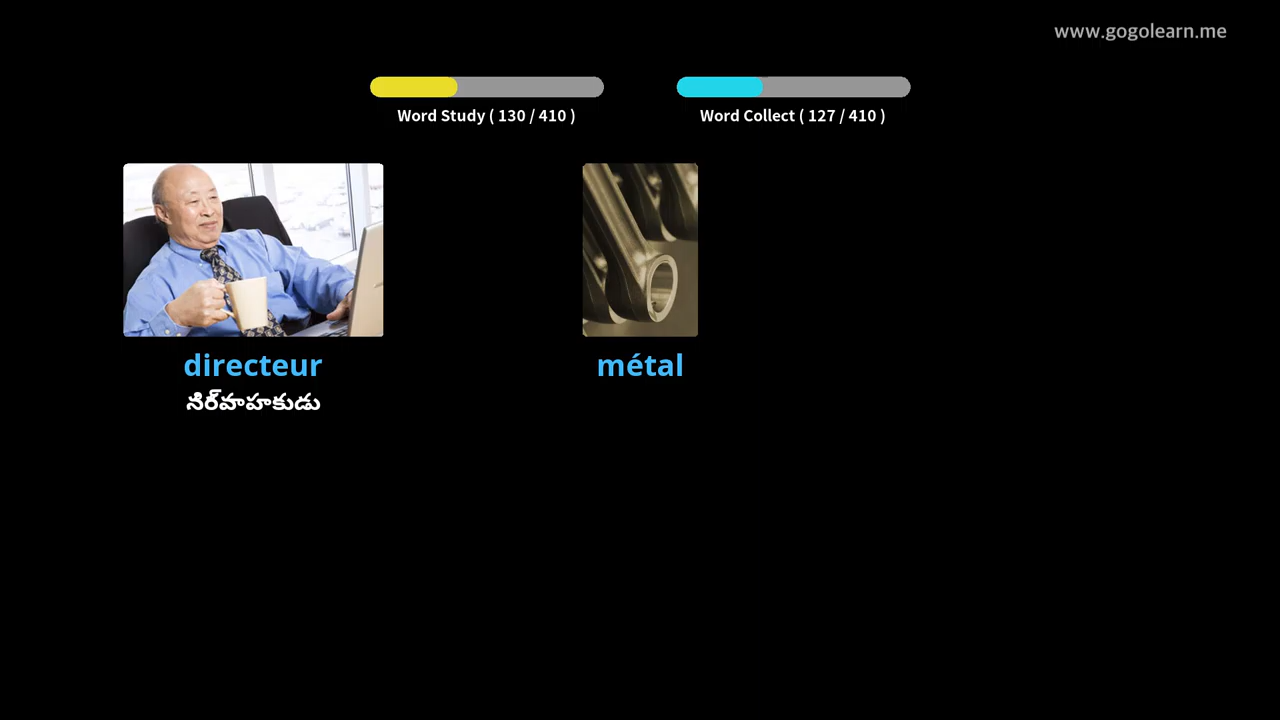 www.gogolearn.me
Word Study ( 130 / 410 )
Word Collect ( 127 / 410 )
directeur
métal
నిర్‌వాహకుడు